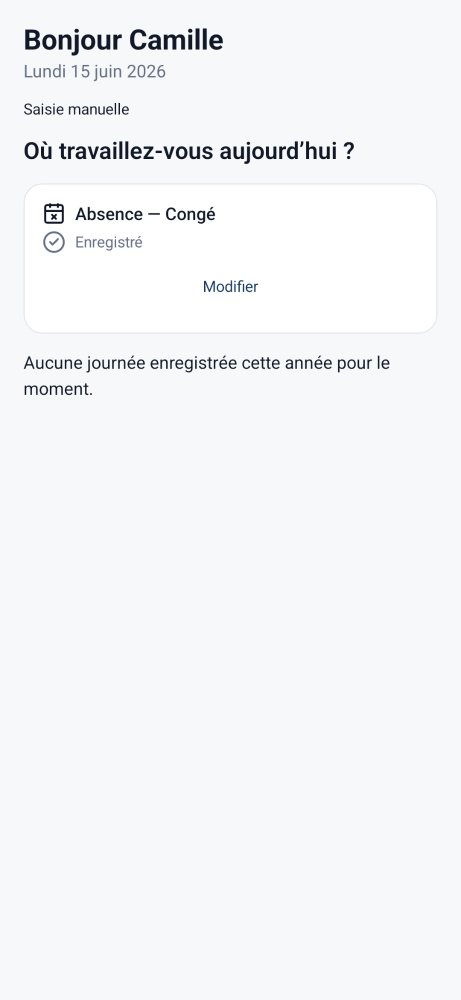 Bonjour Camille
Lundi 15 juin 2026
Saisie manuelle
Où travaillez-vous aujourd’hui ?
Absence — Congé
Enregistré
Modifier
Aucune journée enregistrée cette année pour le
moment.